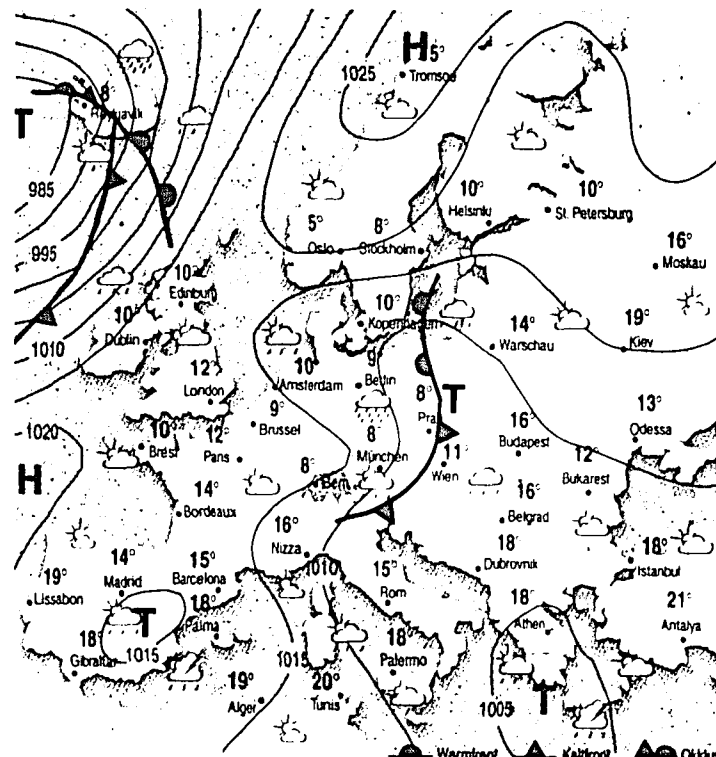 H 5°
Tromsoe
1025
8
Reykjavik
T
985
995
1010
10°
Helsinki
10°
St. Petersburg
5°
Oslo
8°
Stockholm
16°
Moskau
10°
Edinburg
10°
Dublin
10°
Kopenhagen
14°
Warschau
19°
Kiev
12°
London
10°
Amsterdam
9
Berlin
8°
Pra
T
9°
Brüssel
1020
10°
Brest
12°
Paris
8
München
11
Wien
16°
Budapest
13°
Odessa
H
8°
Bern
12°
Bukarest
14°
Bordeaux
16°
Belgrad
16°
Nizza
1010
18°
Dubrovnik
18°
Istanbul
19°
Lissabon
14°
Madrid
15°
Barcelona
15°
Rom
18°
Athen
21°
Antalya
T
18°
Palma
1015
18°
Gibraltar
1015
18°
Palermo
19°
Alger
20°
Tunis
1005
T
Warmfront
Kaltfront